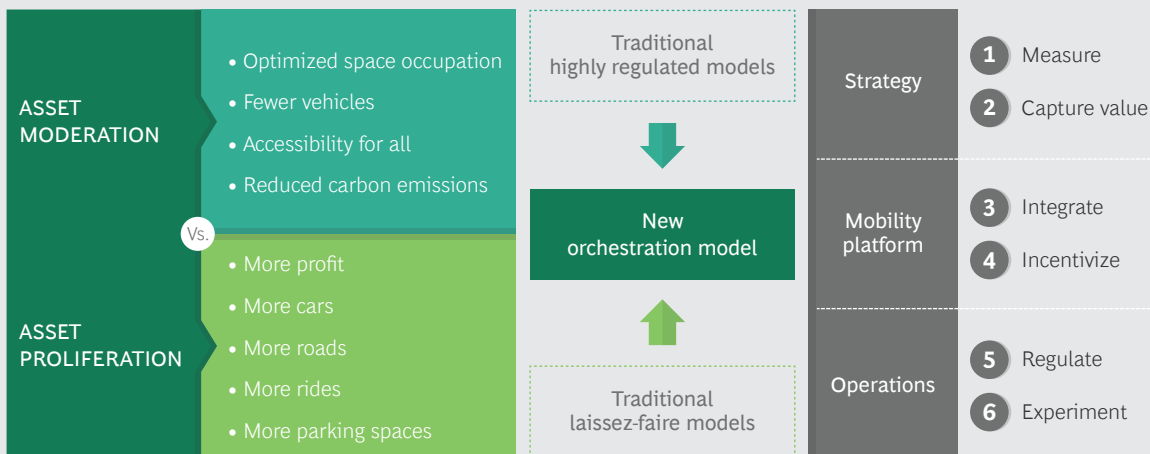 ASSET
MODERATION
• Optimized space occupation
• Fewer vehicles
• Accessibility for all
• Reduced carbon emissions
Vs.
ASSET
PROLIFERATION
• More profit
• More cars
• More roads
• More rides
• More parking spaces
Traditional
highly regulated models
New
orchestration model
Traditional
laissez-faire models
Strategy
1 Measure
2 Capture value
Mobility
platform
3 Integrate
4 Incentivize
Operations
5 Regulate
6 Experiment